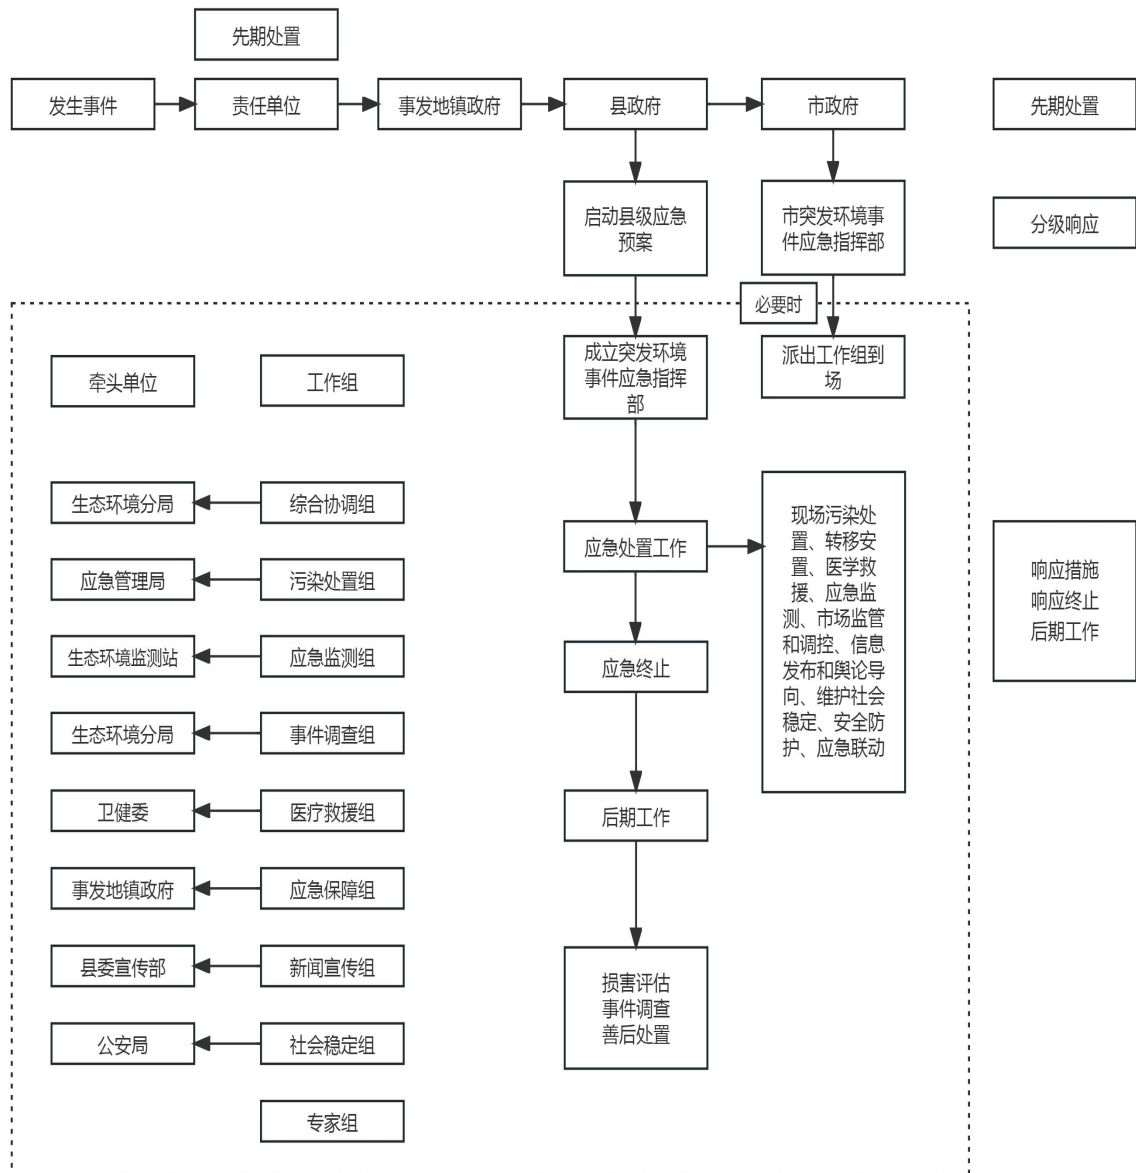 先期处置
发生事件
责任单位
事发地镇政府
县政府
市政府
先期处置
启动县级应急
预案
市突发环境事
件应急指挥部
分级响应
必要时
成立突发环境
事件应急指挥
部
派出工作组到
场
牵头单位
工作组
生态环境分局
综合协调组
应急管理局
污染处置组
生态环境监测站
应急监测组
生态环境分局
事件调查组
卫健委
医疗救援组
事发地镇政府
应急保障组
县委宣传部
新闻宣传组
公安局
社会稳定组
专家组
应急处置工作
现场污染处
置、转移安
置、医学救
援、应急监
测、市场监管
和调控、信息
发布和舆论导
向、维护社会
稳定、安全防
护、应急联动
应急终止
后期工作
损害评估
事件调查
善后处置
响应措施
响应终止
后期工作